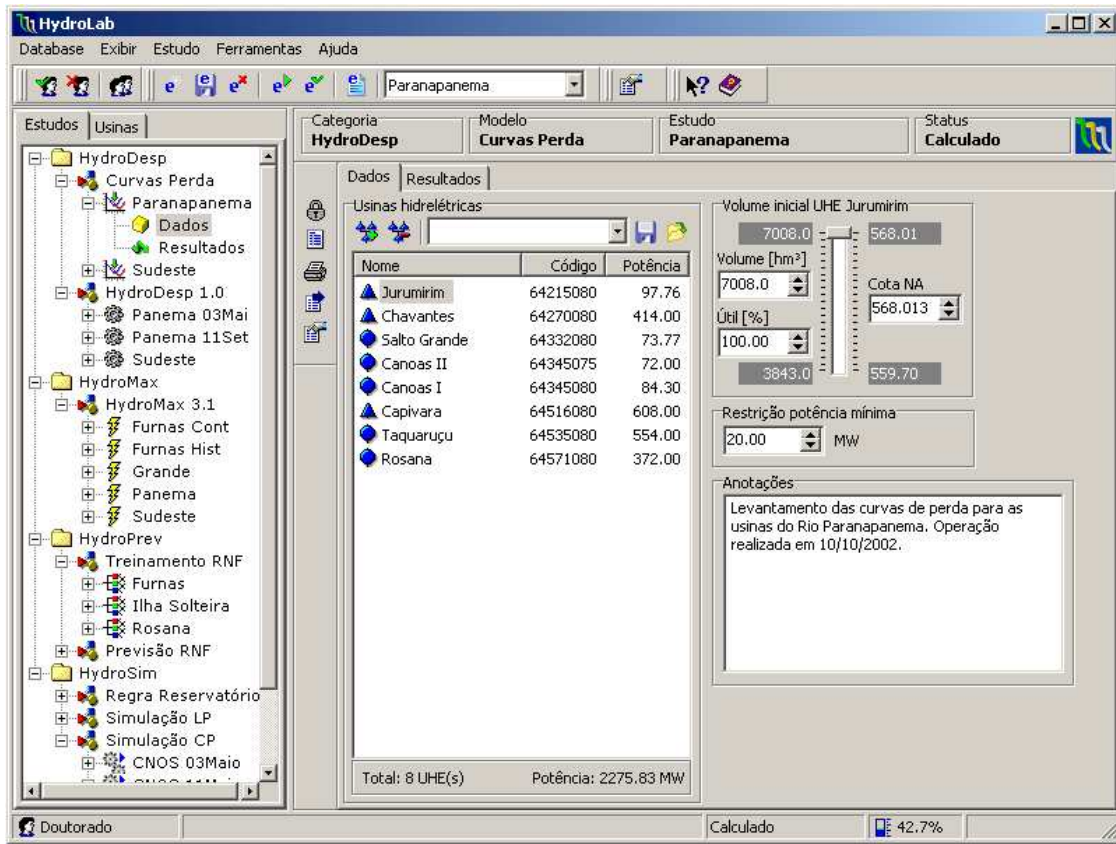 HydroLab
Database Exibir Estudo Ferramentas Ajuda
Paranapanema
Estudos Usinas
HydroDesp
Curvas Perda
Paranapanema
Dados
Resultados
Sudeste
HydroDesp 1.0
Panema 03Mai
Panema 11Set
Sudeste
HydroMax
HydroMax 3.1
Furnas Cont
Furnas Hist
Grande
Panema
Sudeste
HydroPrev
Treinamento RNF
Furnas
Ilha Solteira
Rosana
Previsão RNF
HydroSim
Regra Reservatório
Simulação LP
Simulação CP
CNOS 03Maio
Categoria Modelo Estudo Status
HydroDesp Curvas Perda Paranapanema Calculado
Dados Resultados
Usinas hidrelétricas
Nome Código Potência
Jurumirim 64215080 97.76
Chavantes 64270080 414.00
Salto Grande 64332080 73.77
Canoas II 64345075 72.00
Canoas I 64345080 84.30
Capivara 64516080 608.00
Taquaruçu 64535080 554.00
Rosana 64571080 372.00
Total: 8 UHE(s) Potência: 2275.83 MW
Volume inicial UHE Jurumirim
7008.0 568.01
Volume [hm³]
7008.0
Cota NA
568.013
Útil [%]
100.00
3843.0 559.70
Restrição potência mínima
20.00 MW
Anotações
Levantamento das curvas de perda para as
usinas do Rio Paranapanema. Operação
realizada em 10/10/2002.
Doutorado Calculado 42.7%